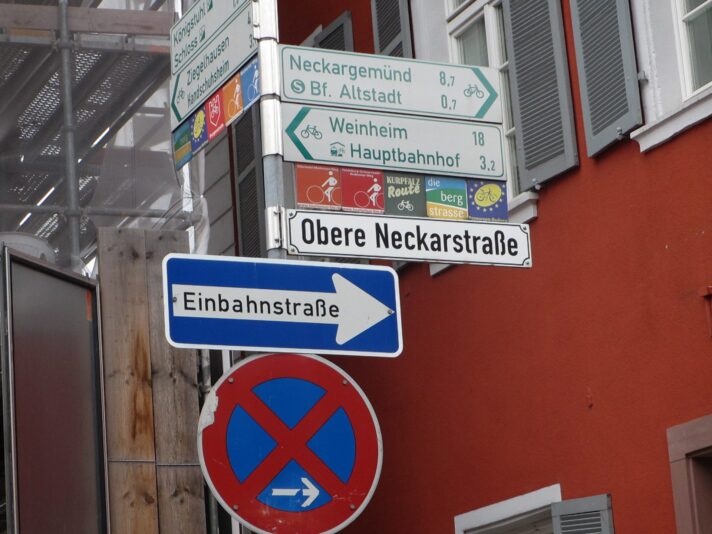 Königstuhl
Schloss
Ziegelhausen
Handschuhsheim
Neckargemünd 8,7
S Bf. Altstadt 0,7
Weinheim 18
Hauptbahnhof 3,2
KURPFALZ
Route
die
berg
strasse
Obere Neckarstraße
Einbahnstraße